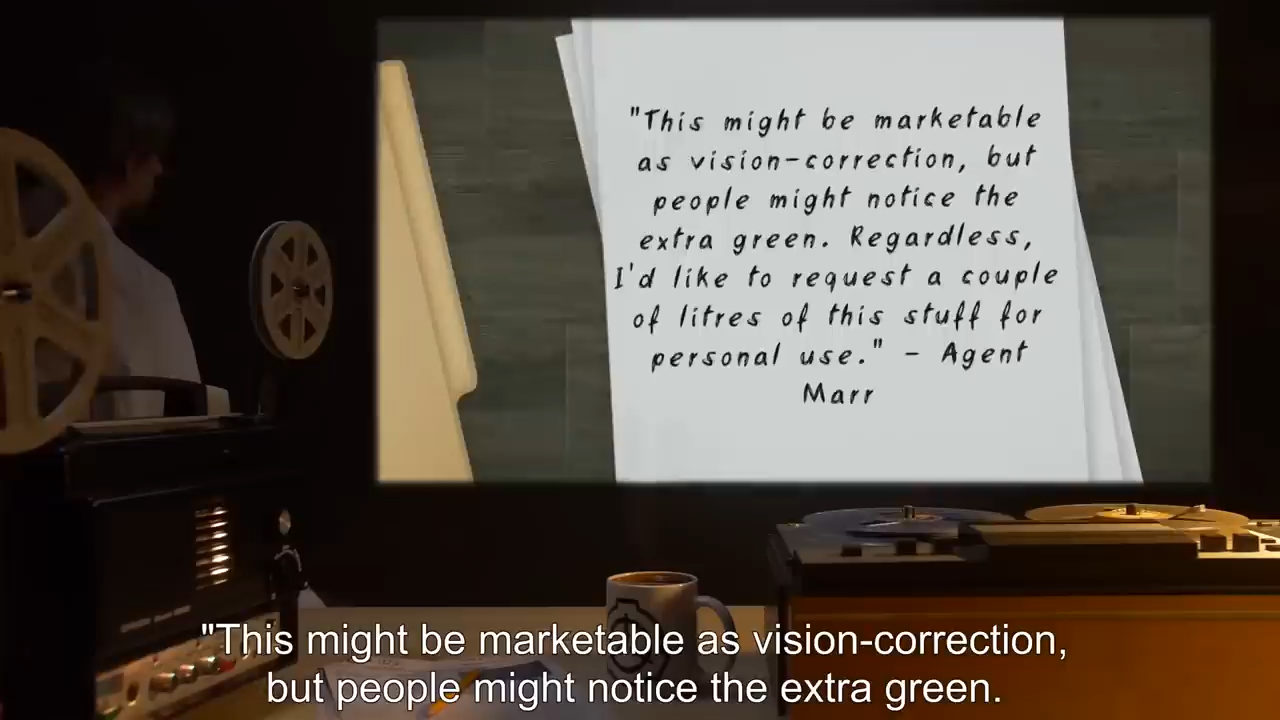 "This might be marketable
as vision-correction, but
people might notice the
extra green. Regardless,
I'd like to request a couple
of litres of this stuff for
personal use." - Agent
Marr
"This might be marketable as vision-correction,
but people might notice the extra green.